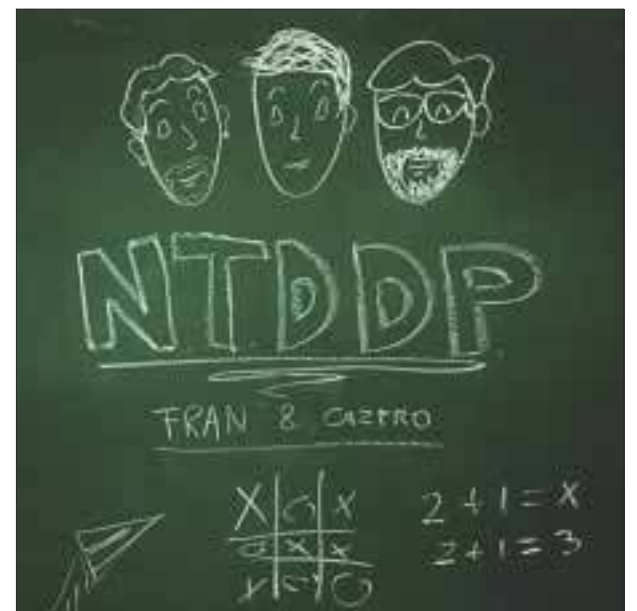 NTDDP
FRAN & CAZERO
X O X
2 + 1 = X
O X X
2 + 1 = 3
X O O